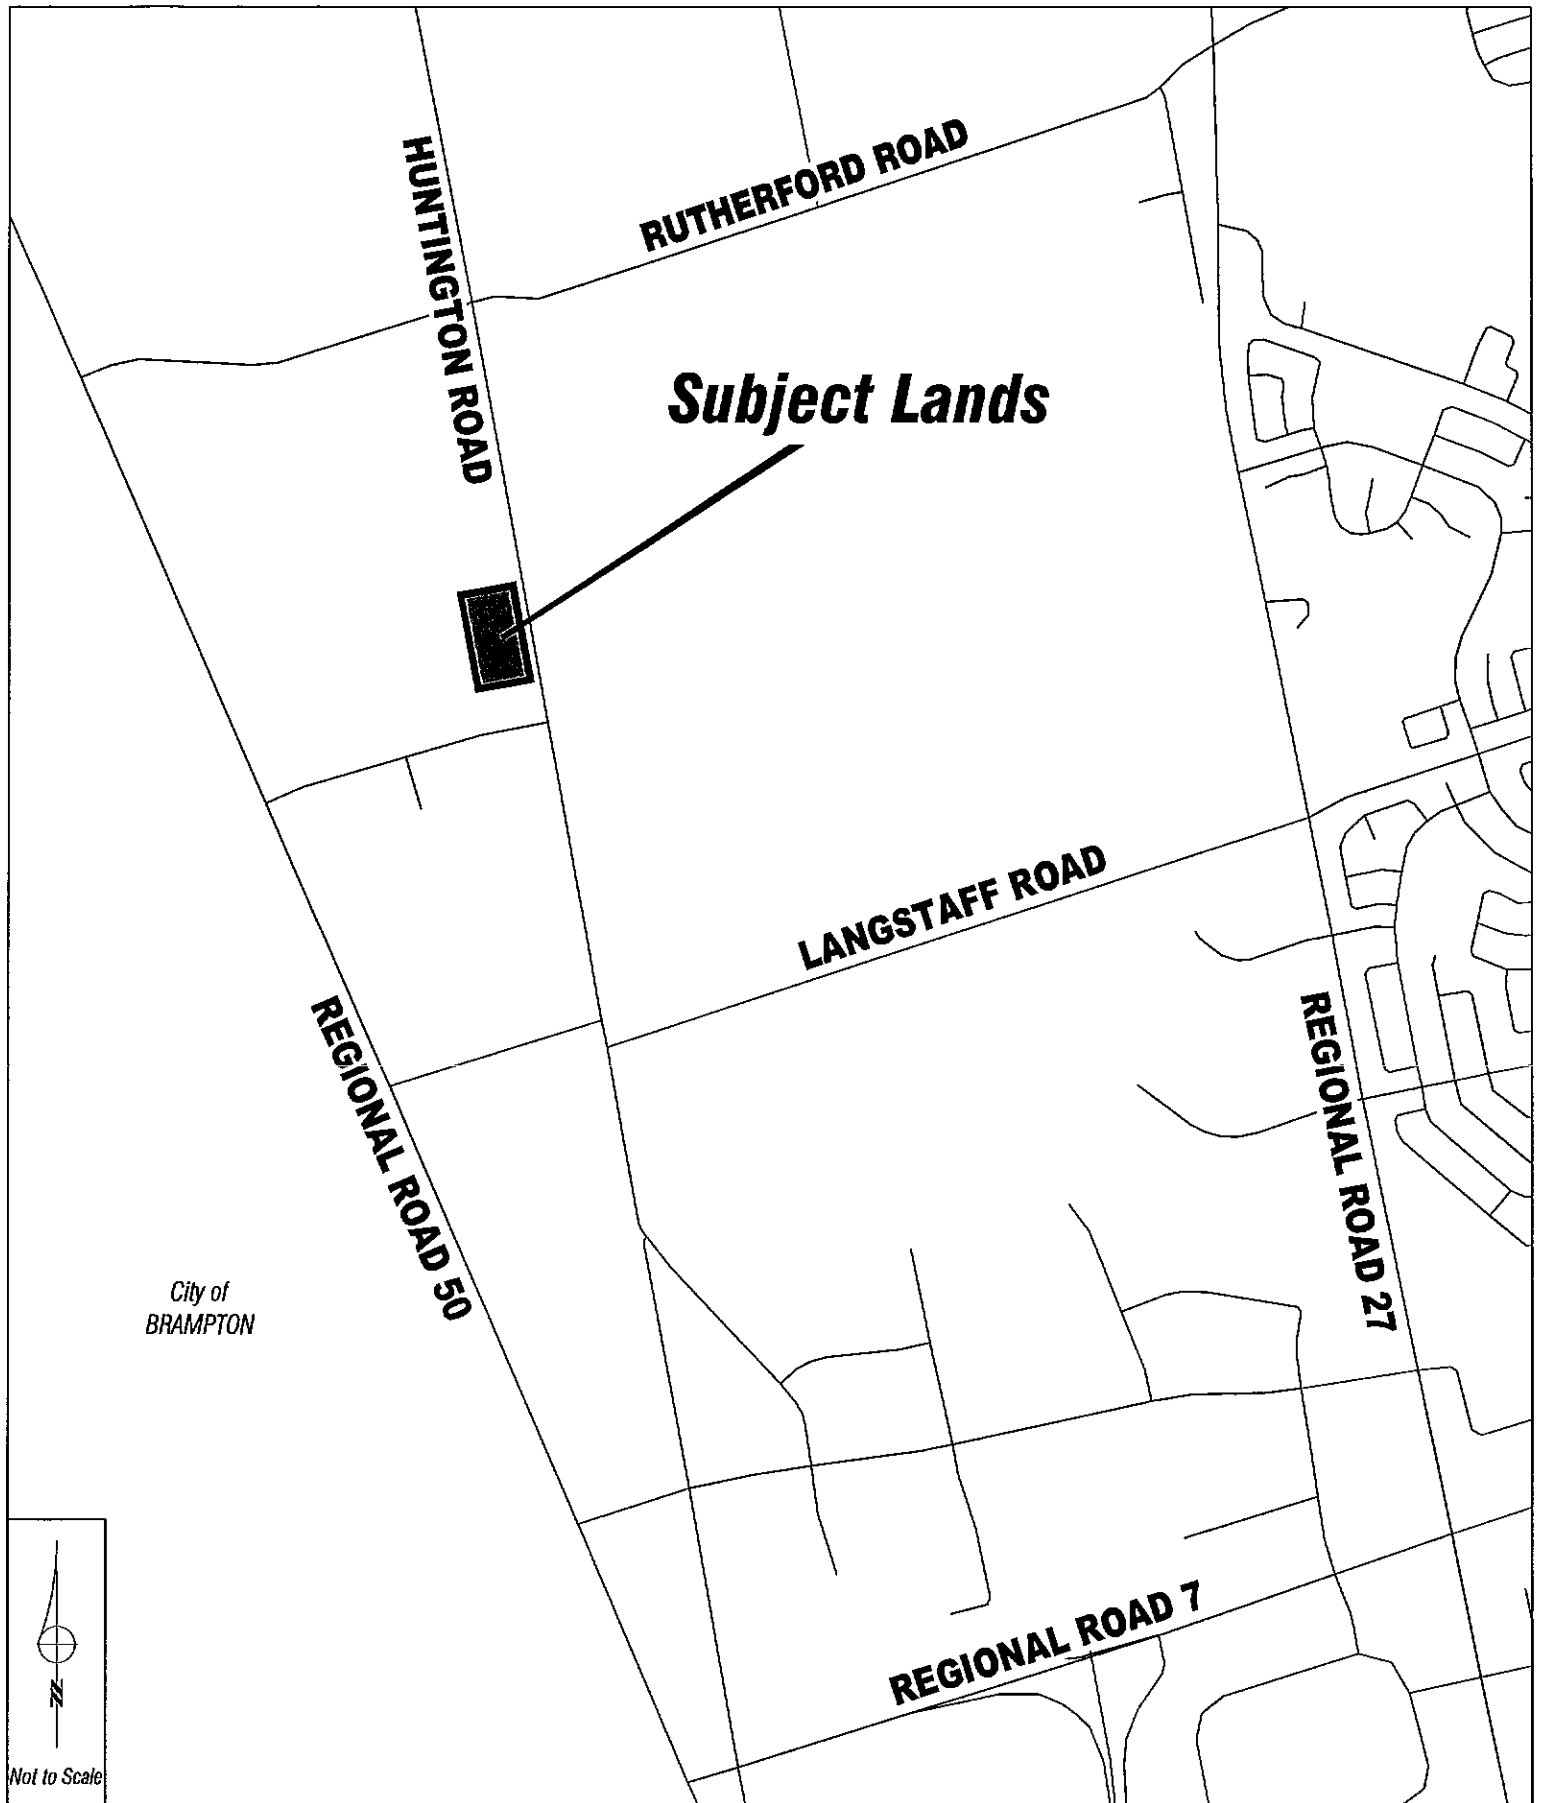 RUTHERFORD ROAD
HUNTINGTON ROAD
Subject Lands
LANGSTAFF ROAD
REGIONAL ROAD 50
REGIONAL ROAD 27
City of
BRAMPTON
REGIONAL ROAD 7
N
Not to Scale